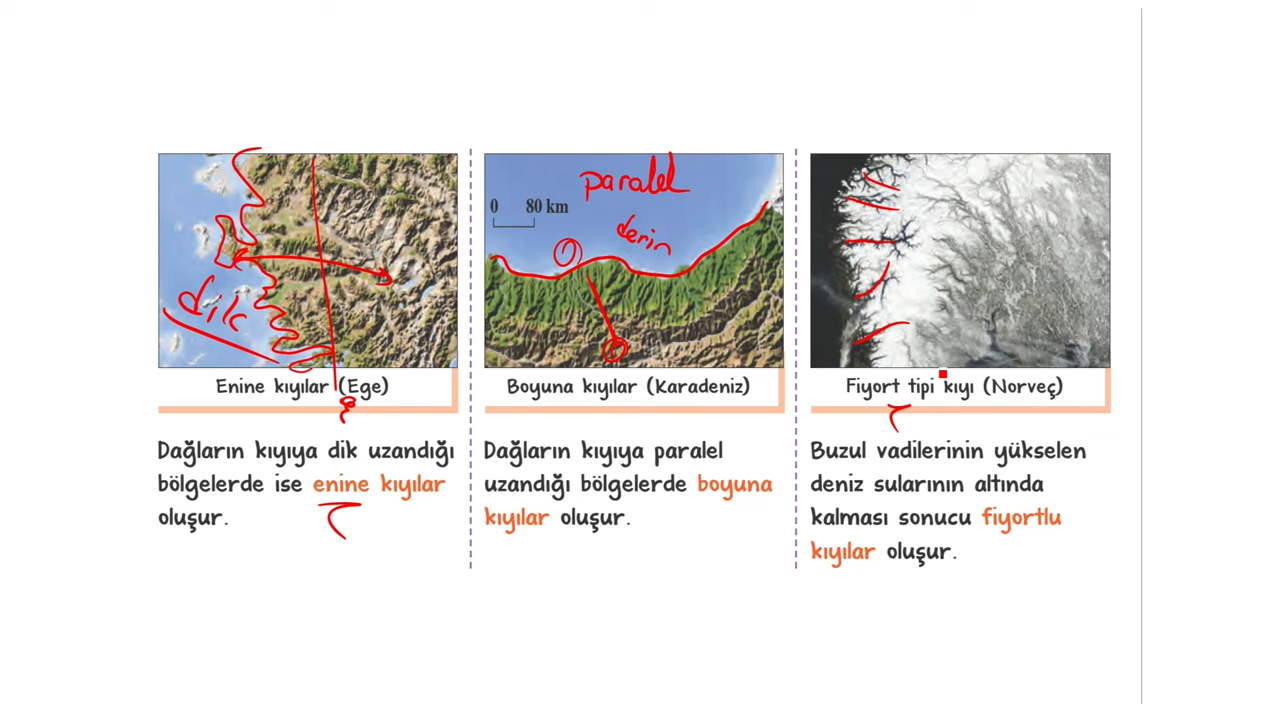 dik
Enine kıyılar (Ege)
Dağların kıyıya dik uzandığı
bölgelerde ise enine kıyılar
oluşur.
paralel
0 80 km
derin
1
Boyuna kıyılar (Karadeniz)
Dağların kıyıya paralel
uzandığı bölgelerde boyuna
kıyılar oluşur.
Fiyort tipi kıyı (Norveç)
Buzul vadilerinin yükselen
deniz sularının altında
kalması sonucu fiyortlu
kıyılar oluşur.